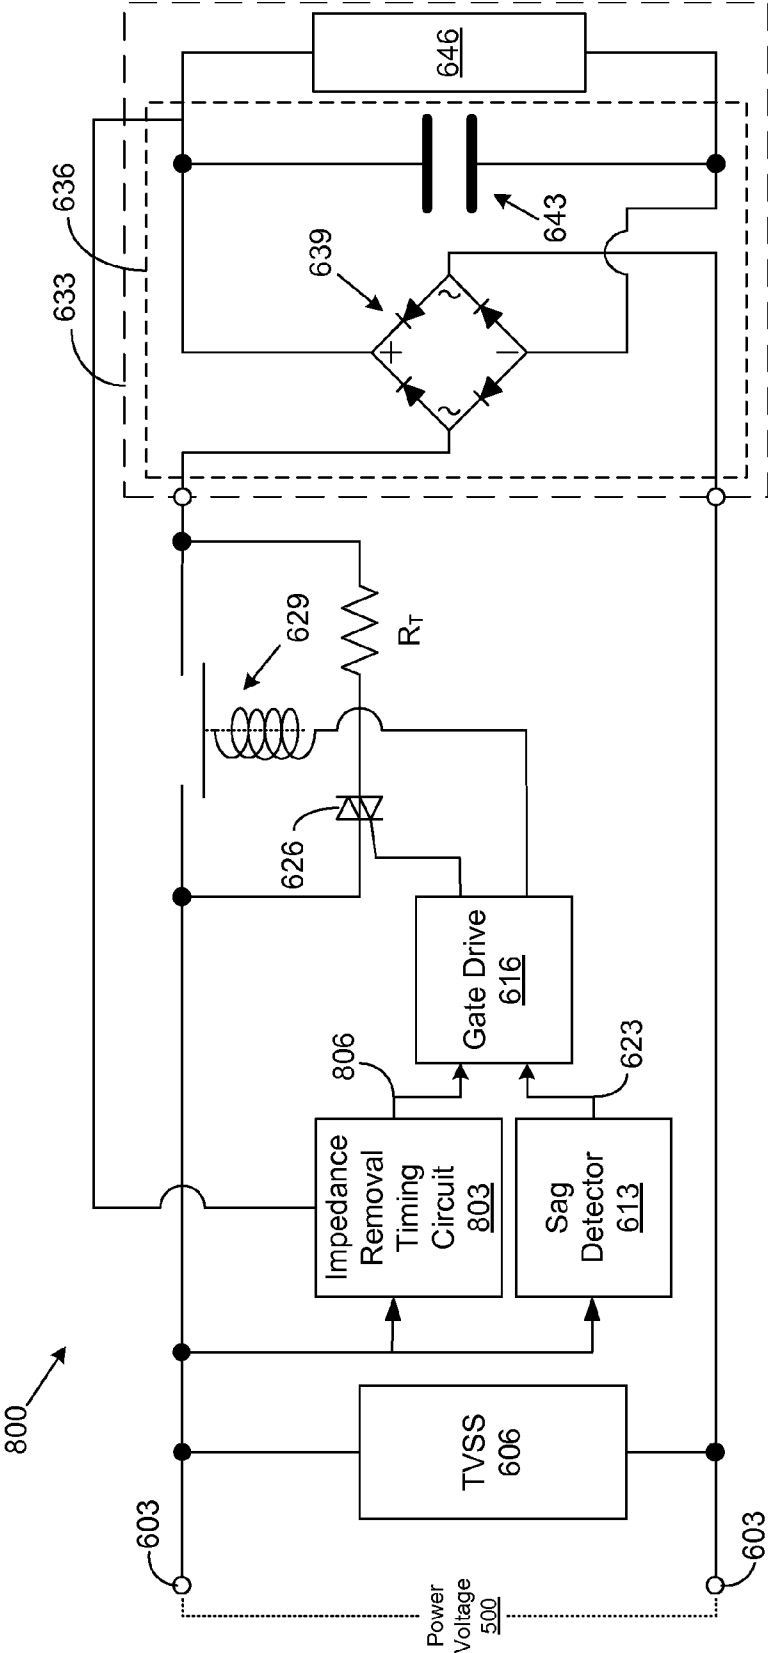 800
603
603
Power
Voltage
500
TVSS
606
Impedance
Removal
Timing
Circuit
803
806
Sag
Detector
613
623
Gate Drive
616
626
629
RT
633
636
639
+
−
~
~
643
646